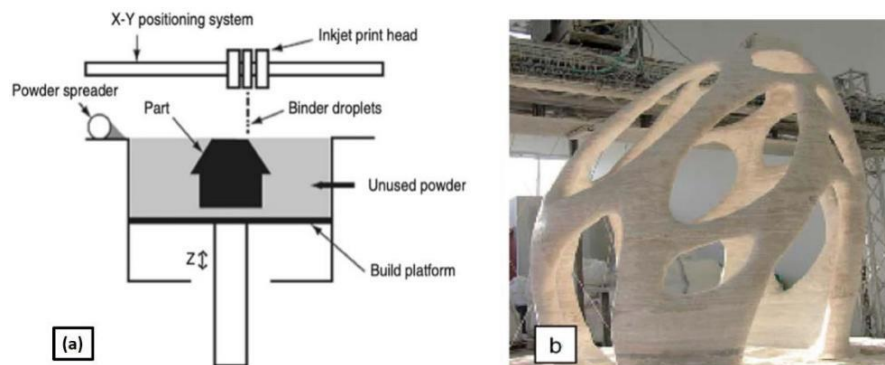 X-Y positioning system
Inkjet print head
Powder spreader
Part
Binder droplets
Unused powder
Z
Build platform
(a)
b